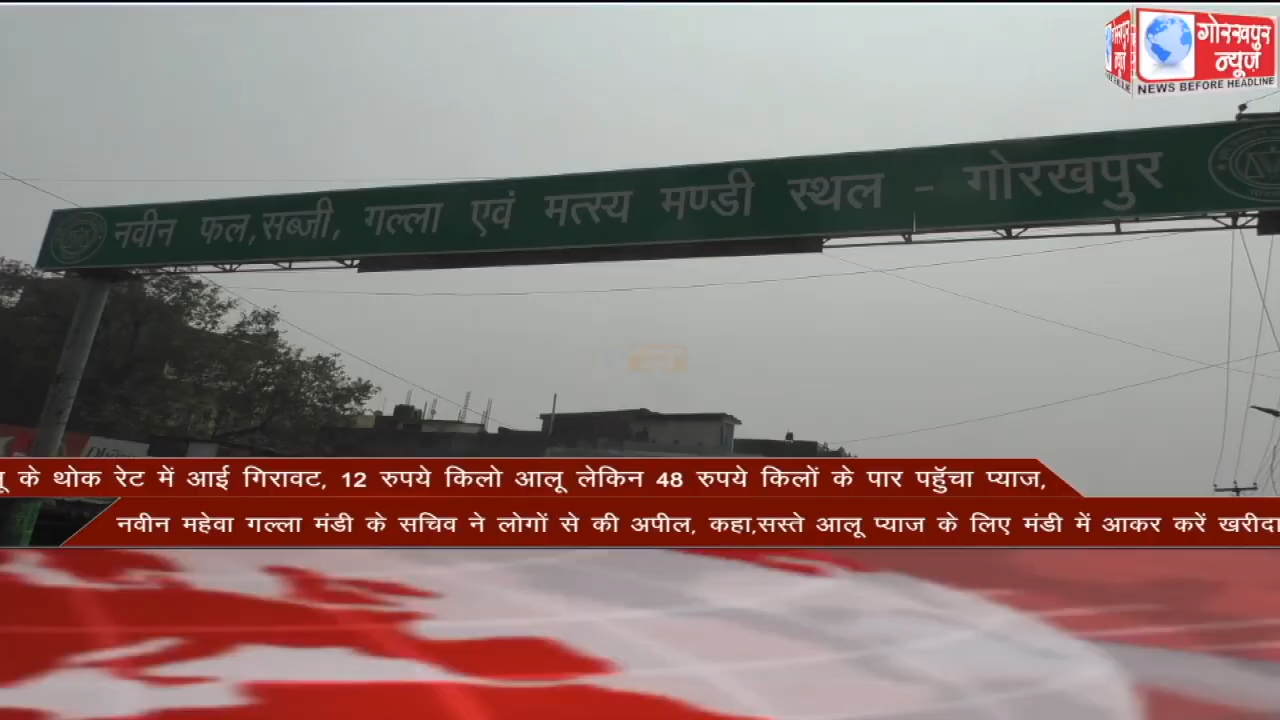 गोरखपुर
न्यूज़
NEWS BEFORE HEADLINE
नवीन फल,सब्जी, गल्ला एवं मत्स्य मण्डी स्थल - गोरखपुर
के थोक रेट में आई गिरावट, 12 रुपये किलो आलू लेकिन 48 रुपये किलों के पार पहुँचा प्याज,
नवीन महेवा गल्ला मंडी के सचिव ने लोगों से की अपील, कहा,सस्ते आलू प्याज के लिए मंडी में आकर करें